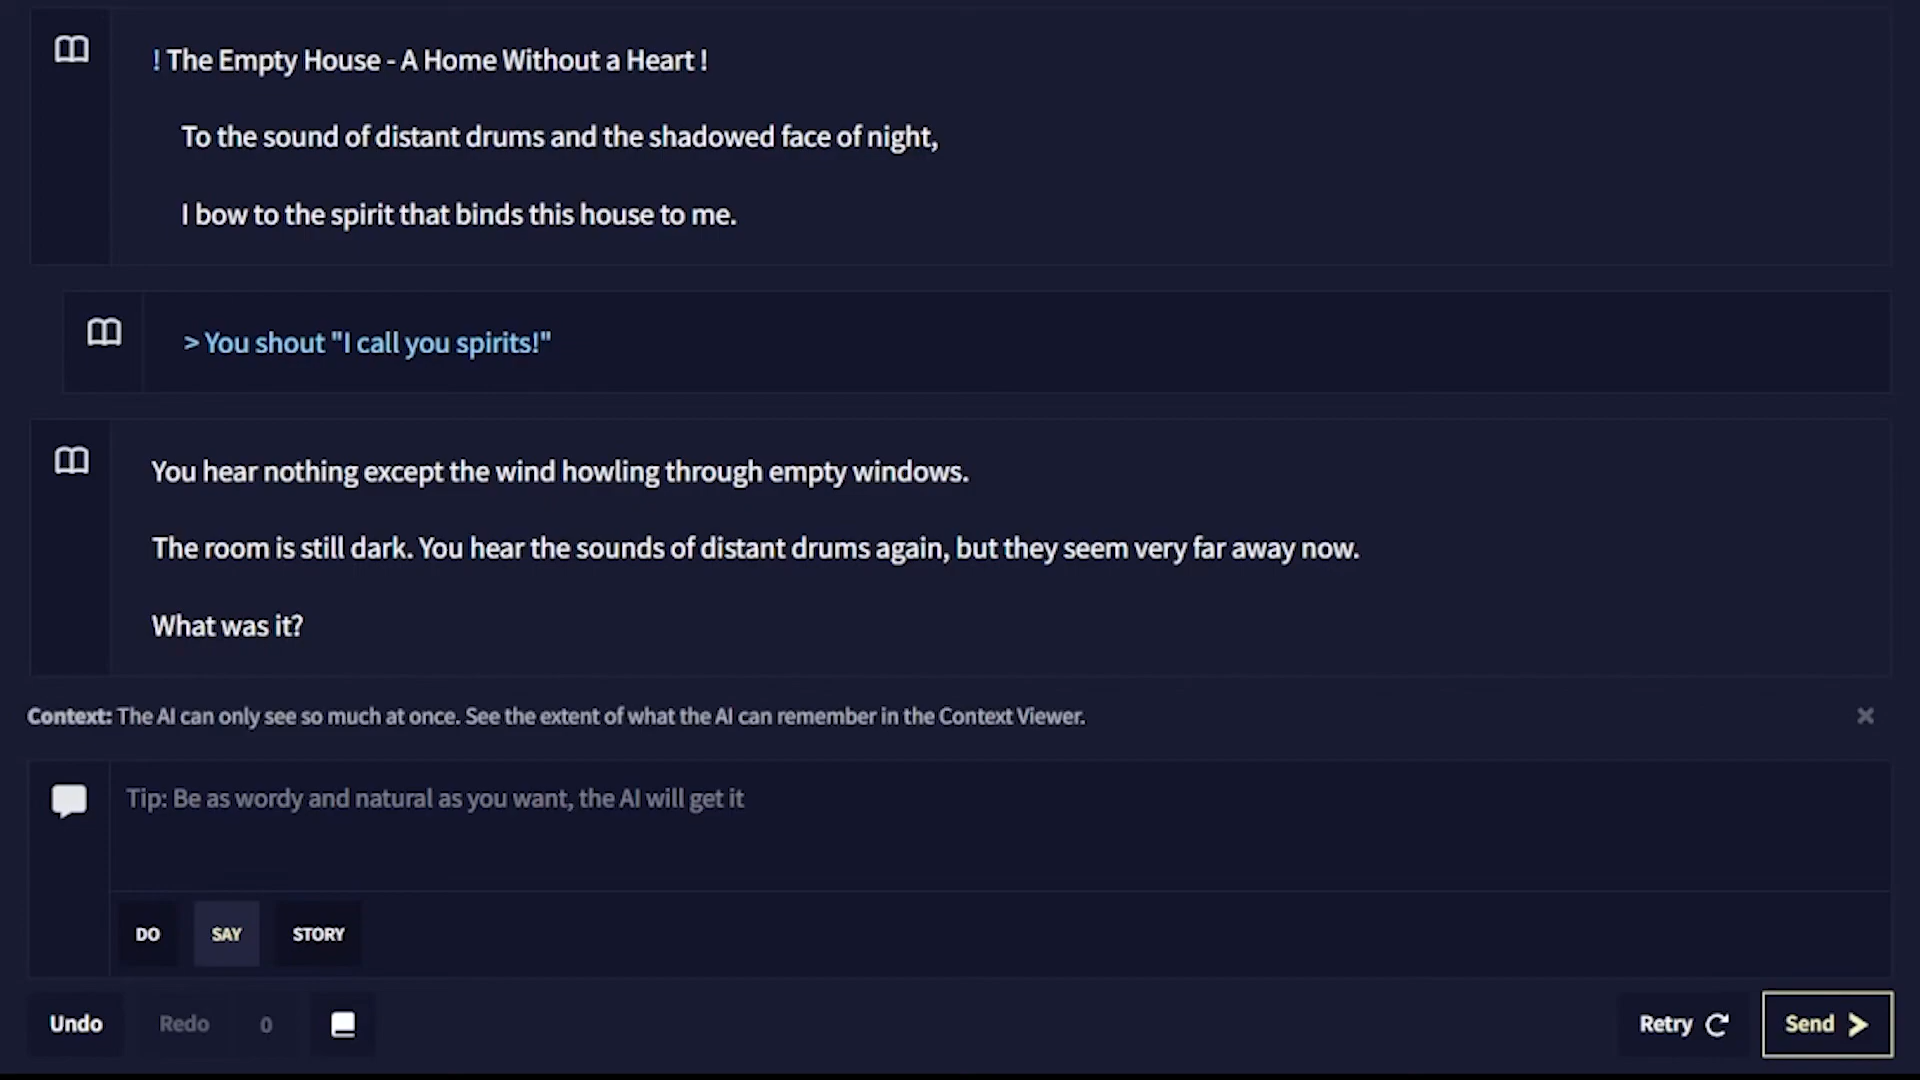 ! The Empty House - A Home Without a Heart !
To the sound of distant drums and the shadowed face of night,
I bow to the spirit that binds this house to me.
> You shout "I call you spirits!"
You hear nothing except the wind howling through empty windows.
The room is still dark. You hear the sounds of distant drums again, but they seem very far away now.
What was it?
Context: The AI can only see so much at once. See the extent of what the AI can remember in the Context Viewer.
Tip: Be as wordy and natural as you want, the AI will get it
DO SAY STORY
Undo Redo 0 Retry Send